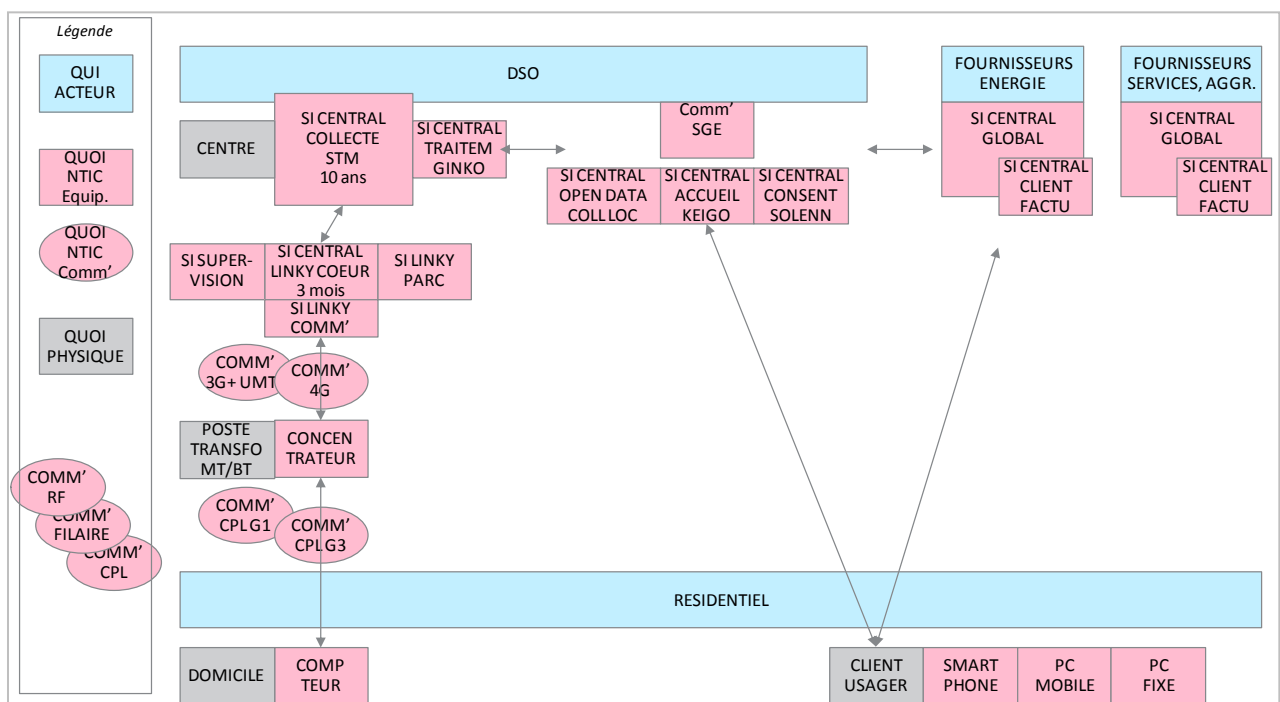 Légende
QUI
ACTEUR
QUOI
NTIC
Equip.
QUOI
NTIC
Comm'
QUOI
PHYSIQUE
COMM'
RF
COMM'
FILAIRE
COMM'
CPL
DSO
FOURNISSEURS
ENERGIE
FOURNISSEURS
SERVICES, AGGR.
CENTRE
SI CENTRAL
COLLECTE
STM
10 ans
SI CENTRAL
TRAITEM
GINKO
Comm'
SGE
SI CENTRAL
OPEN DATA
COLL LOC
SI CENTRAL
ACCUEIL
KEIGO
SI CENTRAL
CONSENT
SOLENN
SI CENTRAL
GLOBAL
SI CENTRAL
CLIENT
FACTU
SI CENTRAL
GLOBAL
SI CENTRAL
CLIENT
FACTU
SI SUPER-
VISION
SI CENTRAL
LINKY COEUR
3 mois
SI LINKY
PARC
SI LINKY
COMM'
COMM'
3G+ UMT
COMM'
4G
POSTE
TRANSFO
MT/BT
CONCEN
TRATEUR
COMM'
CPL G1
COMM'
CPL G3
RESIDENTIEL
DOMICILE
COMP
TEUR
CLIENT
USAGER
SMART
PHONE
PC
MOBILE
PC
FIXE